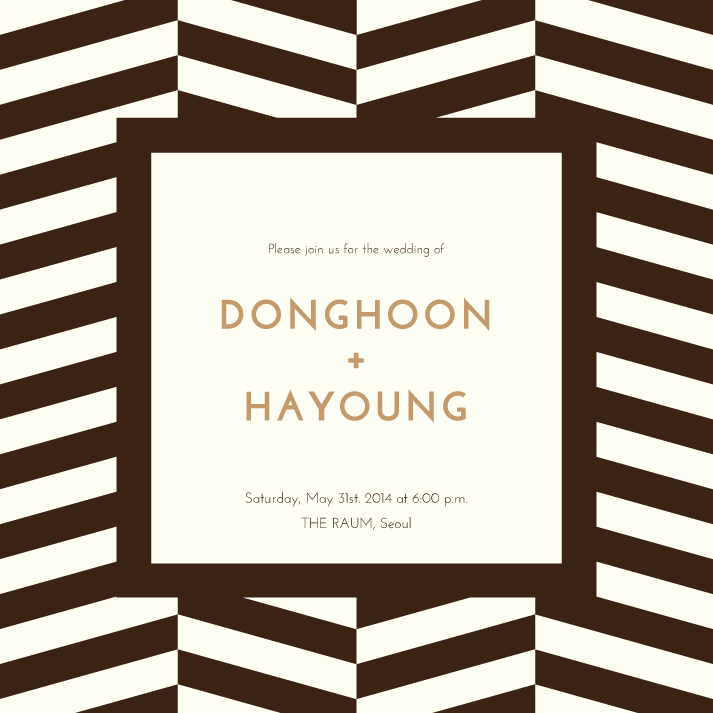 Please join us for the wedding of
DONGHOON
+
HAYOUNG
Saturday, May 31st. 2014 at 6:00 p.m.
THE RAUM, Seoul